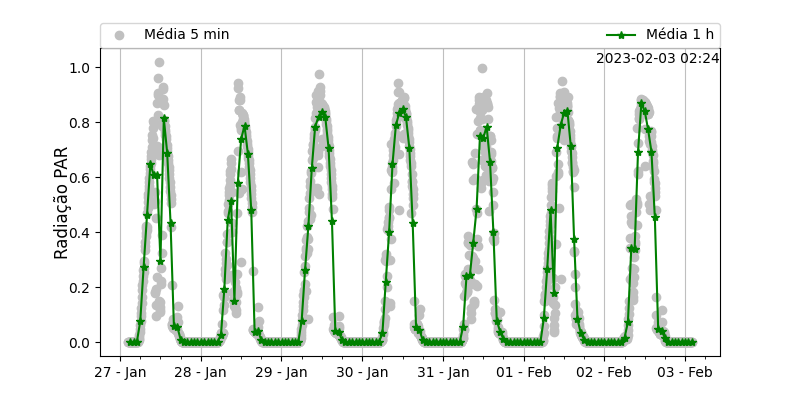 Média 5 min
Média 1 h
2023-02-03 02:24
Radiação PAR
1.0
0.8
0.6
0.4
0.2
0.0
27 - Jan 28 - Jan 29 - Jan 30 - Jan 31 - Jan 01 - Feb 02 - Feb 03 - Feb